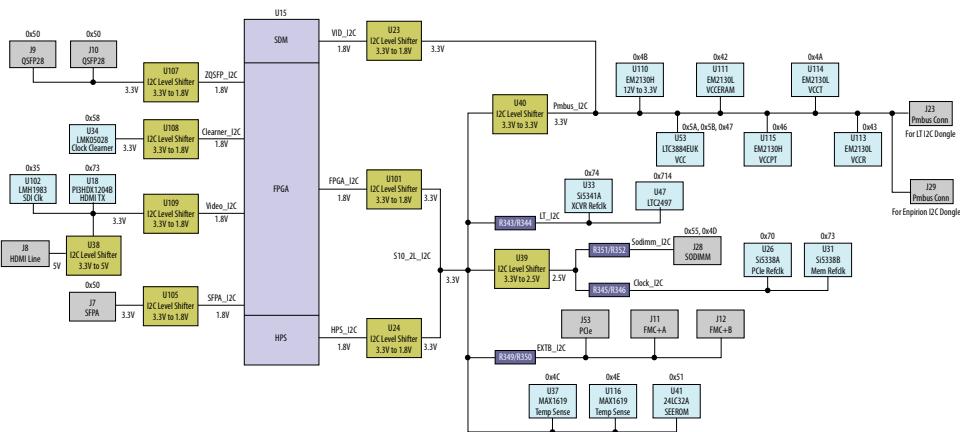 U15
SDM
FPGA
HPS
0x50
J9
QSFP28
0x50
J10
QSFP28
3.3V
U107
I2C Level Shifter
3.3V to 1.8V
ZQSFP_I2C
1.8V
0x58
U34
LMK05028
Clock Clearner
3.3V
U108
I2C Level Shifter
3.3V to 1.8V
Clearner_I2C
1.8V
0x35
U102
LMH1983
SDI Clk
0x73
U18
PI3HDX1204B
HDMI TX
3.3V
U109
I2C Level Shifter
3.3V to 1.8V
Video_I2C
1.8V
J8
HDMI Line
5V
U38
I2C Level Shifter
3.3V to 5V
0x50
J7
SFPA
3.3V
U105
I2C Level Shifter
3.3V to 1.8V
SFPA_I2C
1.8V
VID_I2C
1.8V
U23
I2C Level Shifter
3.3V to 1.8V
3.3V
FPGA_I2C
1.8V
U101
I2C Level Shifter
3.3V to 1.8V
3.3V
HPS_I2C
1.8V
U24
I2C Level Shifter
3.3V to 1.8V
3.3V
S10_2L_I2C
3.3V
U40
I2C Level Shifter
3.3V to 3.3V
Pmbus_I2C
3.3V
0x4B
U110
EM2130H
12V to 3.3V
0x42
U111
EM2130L
VCCERAM
0x4A
U114
EM2130L
VCCT
0x5A, 0x5B, 0x47
U53
LTC3884EUK
VCC
0x46
U115
EM2130H
VCCPT
0x43
U113
EM2130L
VCCR
J23
Pmbus Conn
For LT I2C Dongle
J29
Pmbus Conn
For Enpirion I2C Dongle
R343/R344
LT_I2C
0x74
U33
Si5341A
XCVR Refclk
0x714
U47
LTC2497
U39
I2C Level Shifter
3.3V to 2.5V
2.5V
R351/R352
Sodimm_I2C
0x55, 0x4D
J28
SODIMM
R345/R346
Clock_I2C
0x70
U26
Si5338A
PCIe Refclk
0x73
U31
Si5338B
Mem Refclk
R349/R350
EXTB_I2C
J53
PCIe
J11
FMC+A
J12
FMC+B
0x4C
U37
MAX1619
Temp Sense
0x4E
U116
MAX1619
Temp Sense
0x51
U41
24LC32A
SEEROM